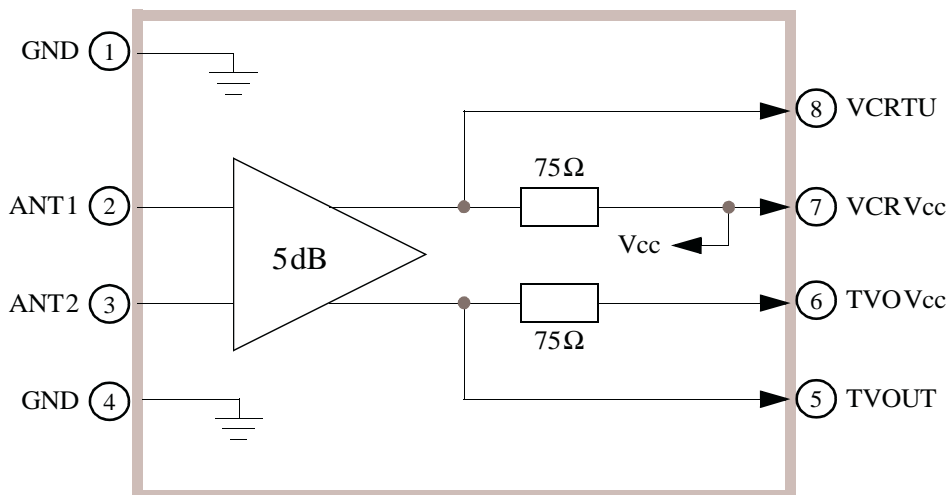 GND 1
8 VCRTU
75Ω
ANT1 2
7 VCRVcc
Vcc
5dB
ANT2 3
6 TVOVcc
75Ω
GND 4
5 TVOUT